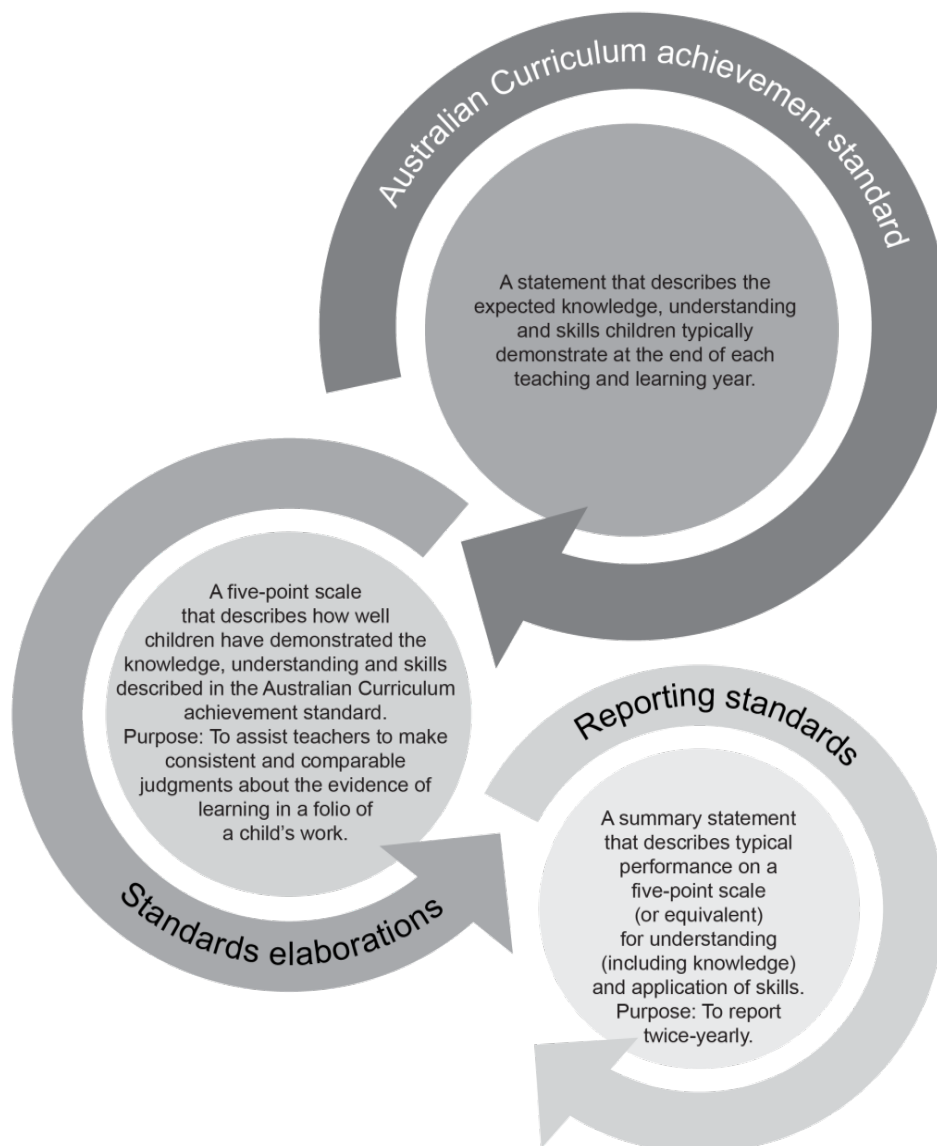 Australian Curriculum achievement standard
A statement that describes the
expected knowledge, understanding
and skills children typically
demonstrate at the end of each
teaching and learning year.
A five-point scale
that describes how well
children have demonstrated the
knowledge, understanding and skills
described in the Australian Curriculum
achievement standard.
Purpose: To assist teachers to make
consistent and comparable
judgments about the evidence of
learning in a folio of
a child’s work.
Standards elaborations
Reporting standards
A summary statement
that describes typical
performance on a
five-point scale
(or equivalent)
for understanding
(including knowledge)
and application of skills.
Purpose: To report
twice-yearly.